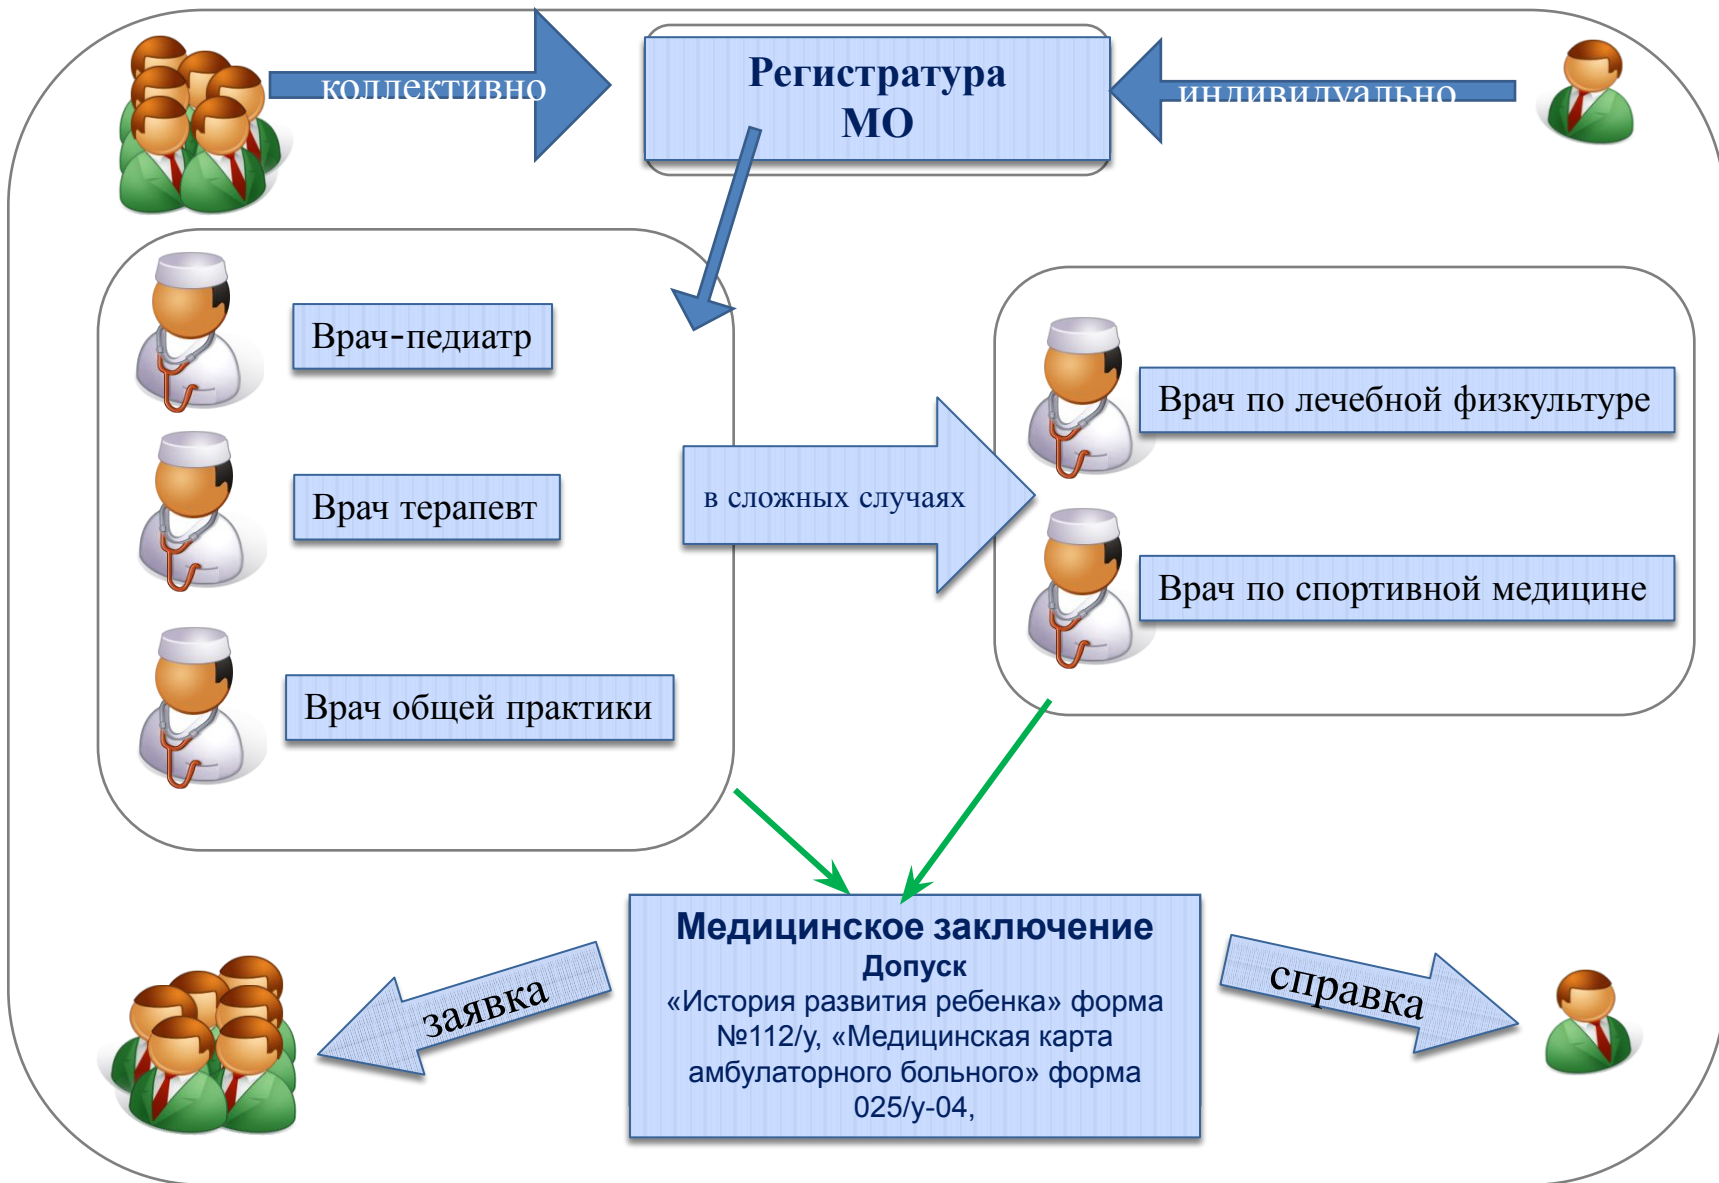 коллективно
Регистратура
МО
индивидуально
Врач-педиатр
Врач терапевт
Врач общей практики
в сложных случаях
Врач по лечебной физкультуре
Врач по спортивной медицине
Медицинское заключение
Допуск
«История развития ребенка» форма
№112/у, «Медицинская карта
амбулаторного больного» форма
025/у-04,
заявка
справка